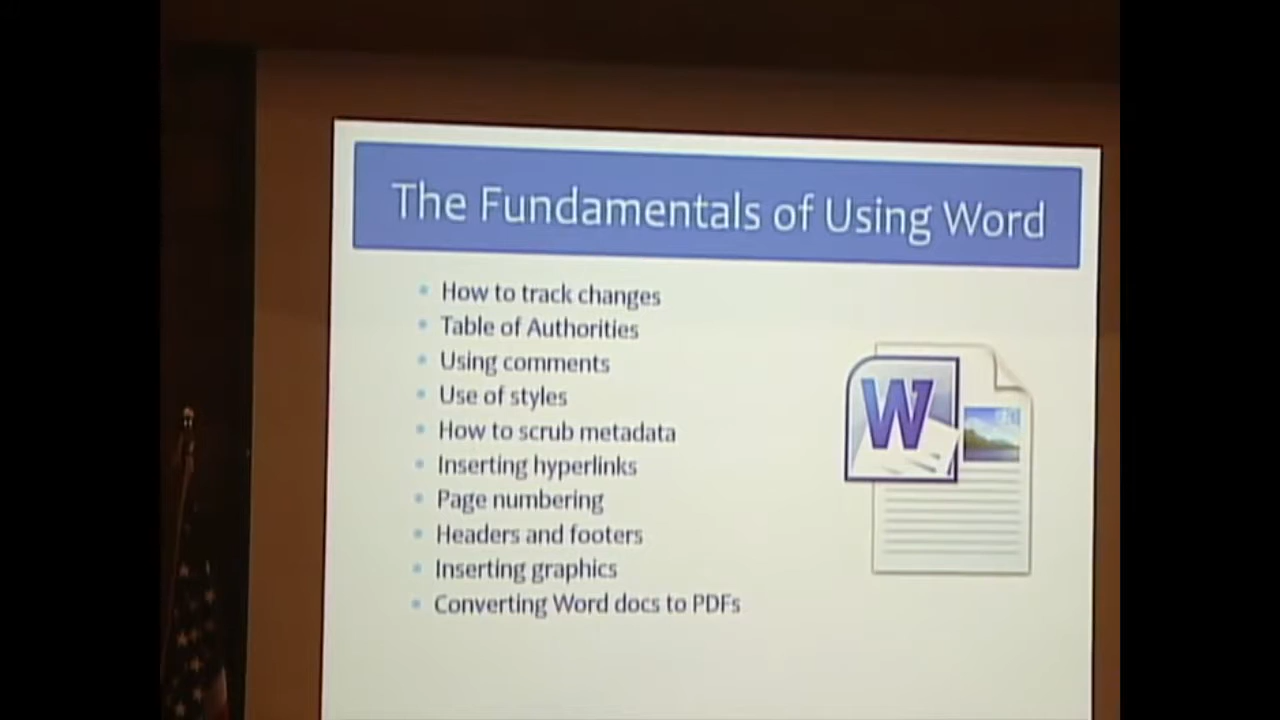 The Fundamentals of Using Word
How to track changes
Table of Authorities
Using comments
Use of styles
How to scrub metadata
Inserting hyperlinks
Page numbering
Headers and footers
Inserting graphics
Converting Word docs to PDFs
W